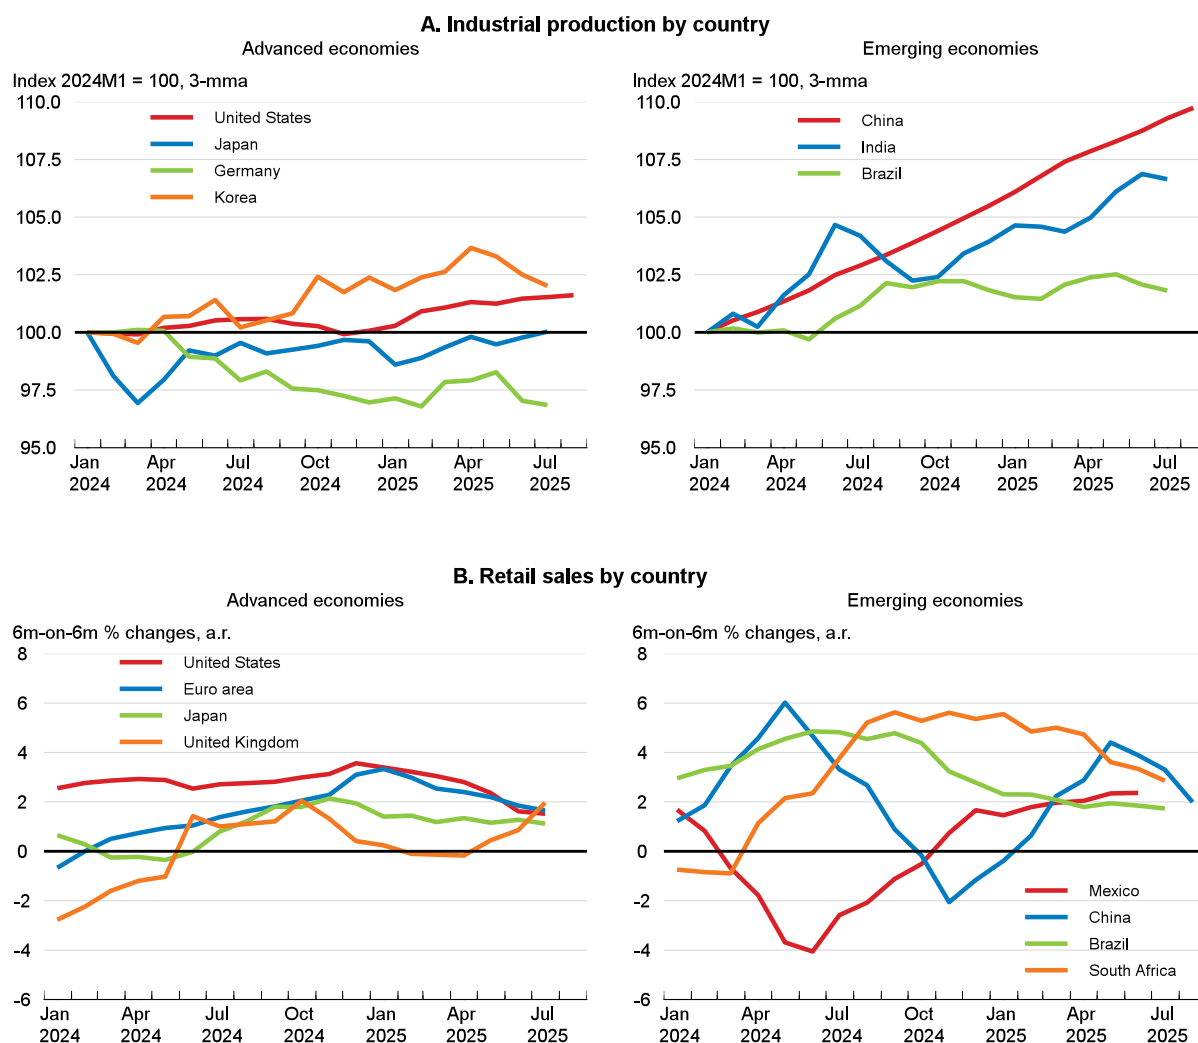 A. Industrial production by country
Advanced economies
Index 2024M1 = 100, 3-mma
110.0
107.5
105.0
102.5
100.0
97.5
95.0
United States
Japan
Germany
Korea
Jan Apr Jul Oct Jan Apr Jul
2024 2024 2024 2024 2025 2025 2025
Emerging economies
Index 2024M1 = 100, 3-mma
110.0
107.5
105.0
102.5
100.0
97.5
95.0
China
India
Brazil
Jan Apr Jul Oct Jan Apr Jul
2024 2024 2024 2024 2025 2025 2025
B. Retail sales by country
Advanced economies
6m-on-6m % changes, a.r.
8
6
4
2
0
-2
-4
-6
United States
Euro area
Japan
United Kingdom
Jan Apr Jul Oct Jan Apr Jul
2024 2024 2024 2024 2025 2025 2025
Emerging economies
6m-on-6m % changes, a.r.
8
6
4
2
0
-2
-4
-6
Mexico
China
Brazil
South Africa
Jan Apr Jul Oct Jan Apr Jul
2024 2024 2024 2024 2025 2025 2025